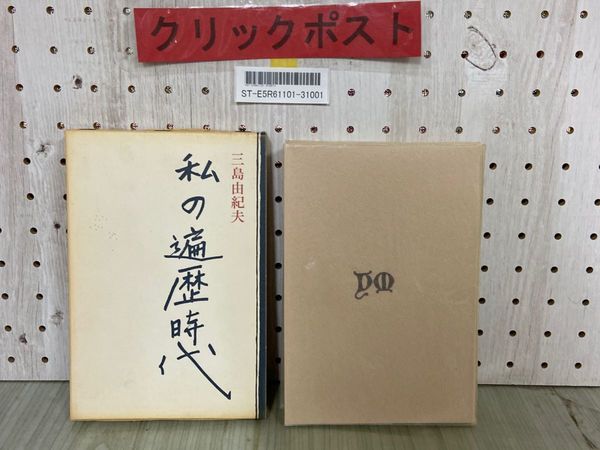 クリックポスト
ST-E5R61101-31001
三島由紀夫
私の遍歴時代
YM